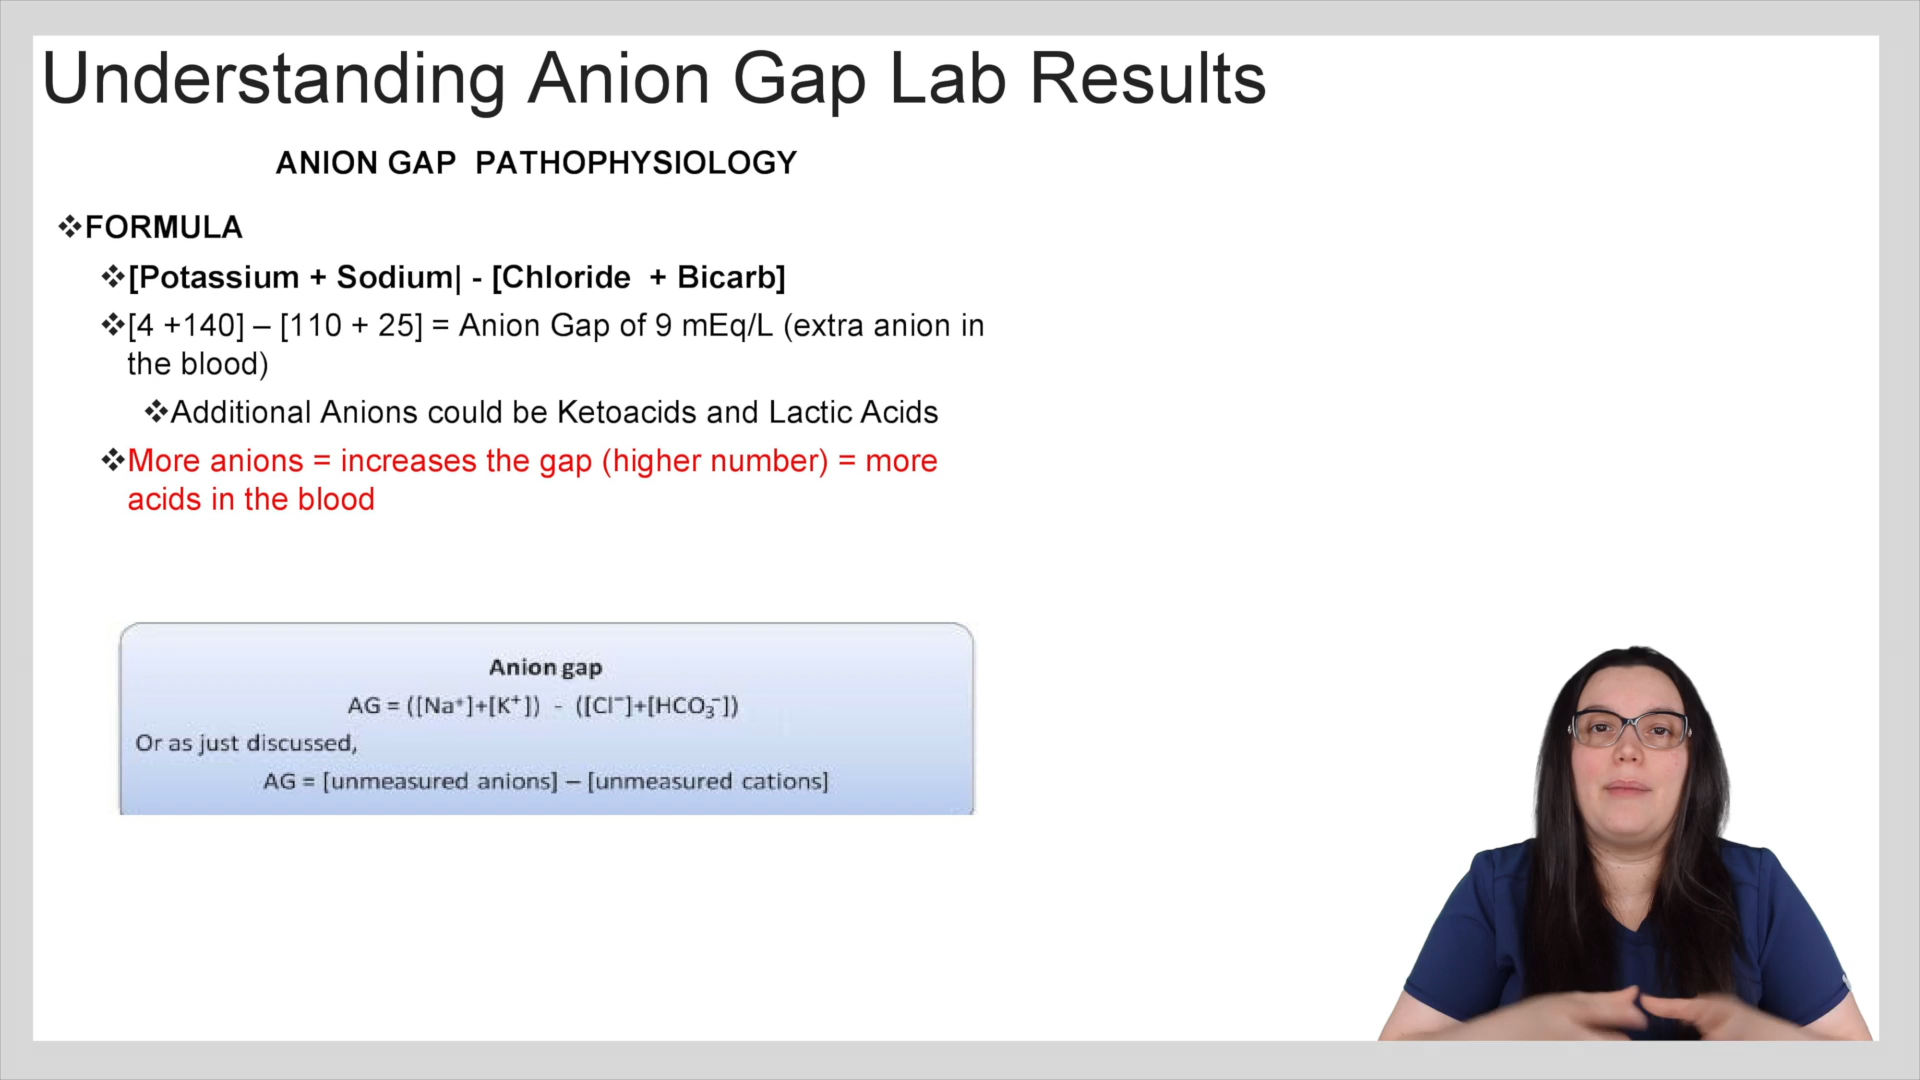 Understanding Anion Gap Lab Results
ANION GAP PATHOPHYSIOLOGY
❖FORMULA
❖[Potassium + Sodium| - [Chloride + Bicarb]
❖[4 +140] – [110 + 25] = Anion Gap of 9 mEq/L (extra anion in
the blood)
❖Additional Anions could be Ketoacids and Lactic Acids
❖More anions = increases the gap (higher number) = more
acids in the blood
Anion gap
AG = ([Na⁺]+[K⁺]) - ([Cl⁻]+[HCO₃⁻])
Or as just discussed,
AG = [unmeasured anions] – [unmeasured cations]